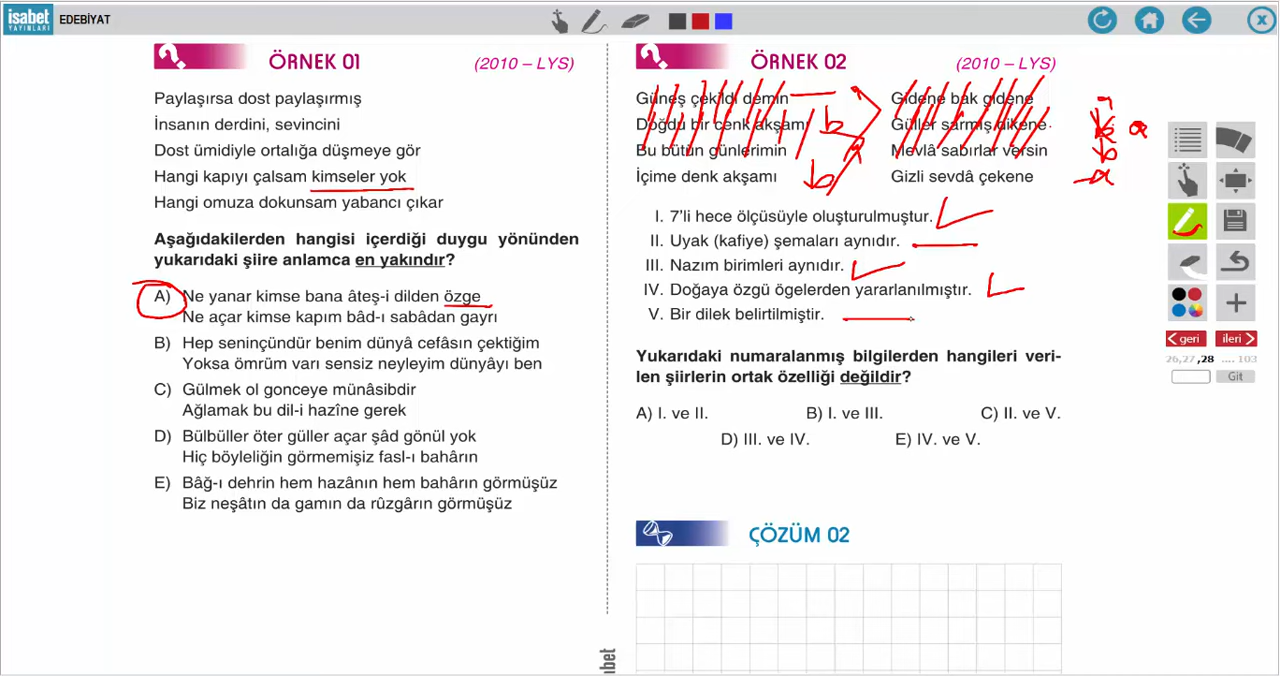 isabet
YAYINLARI
EDEBİYAT
ÖRNEK 01
(2010 – LYS)
Paylaşırsa dost paylaşırmış
İnsanın derdini, sevincini
Dost ümidiyle ortalığa düşmeye gör
Hangi kapıyı çalsam kimseler yok
Hangi omuza dokunsam yabancı çıkar
Aşağıdakilerden hangisi içerdiği duygu yönünden
yukarıdaki şiire anlamca en yakındır?
A) Ne yanar kimse bana âteş-i dilden özge
Ne açar kimse kapım bâd-ı sabâdan gayrı
B) Hep seninçündür benim dünyâ cefâsın çektiğim
Yoksa ömrüm varı sensiz neyleyim dünyâyı ben
C) Gülmek ol gonceye münâsibdir
Ağlamak bu dil-i hazîne gerek
D) Bülbüller öter güller açar şâd gönül yok
Hiç böyleliğin görmemişiz fasl-ı bahârın
E) Bâğ-ı dehrin hem hazânın hem bahârın görmüşüz
Biz neşâtın da gamın da rûzgârın görmüşüz
ÖRNEK 02
(2010 – LYS)
Güneş çekildi demin
Doğdu bir renk akşam
Bu bütün günlerimin
İçime denk akşamı
Gidene bak gidene
Güller sarmış dikene
Mevlâ sabırlar versin
Gizli sevdâ çekene
b
b
a
b
a
I. 7'li hece ölçüsüyle oluşturulmuştur.
II. Uyak (kafiye) şemaları aynıdır.
III. Nazım birimleri aynıdır.
IV. Doğaya özgü ögelerden yararlanılmıştır.
V. Bir dilek belirtilmiştir.
Yukarıdaki numaralanmış bilgilerden hangileri veri-
len şiirlerin ortak özelliği değildir?
A) I. ve II. B) I. ve III. C) II. ve V.
D) III. ve IV. E) IV. ve V.
ÇÖZÜM 02
geri
ileri
26,27,28 .... 103
Git